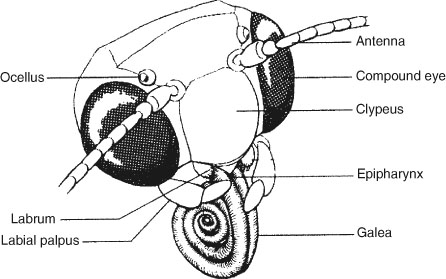 Antenna
Ocellus
Compound eye
Clypeus
Epipharynx
Labrum
Labial palpus
Galea